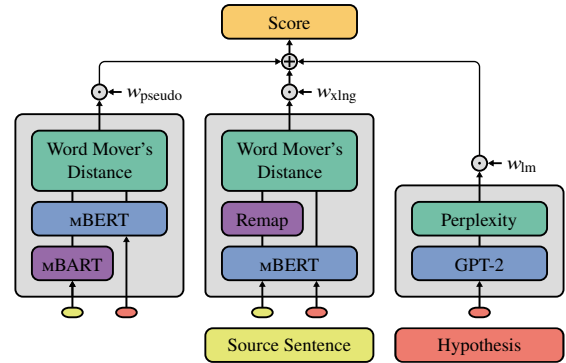 Score
w_pseudo
w_xlng
Word Mover's
Distance
Word Mover's
Distance
w_lm
mBERT
Remap
Perplexity
mBART
mBERT
GPT-2
Source Sentence
Hypothesis